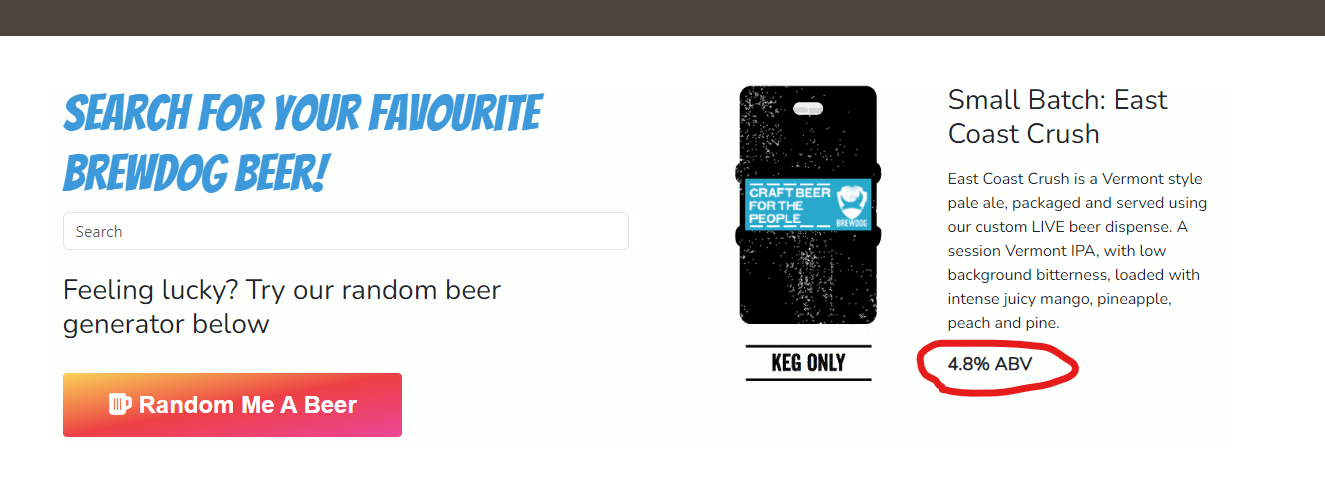 SEARCH FOR YOUR FAVOURITE
BREWDOG BEER!
Search
Feeling lucky? Try our random beer
generator below
Random Me A Beer
CRAFT BEER
FOR THE
PEOPLE
BREWDOG
KEG ONLY
Small Batch: East
Coast Crush
East Coast Crush is a Vermont style
pale ale, packaged and served using
our custom LIVE beer dispense. A
session Vermont IPA, with low
background bitterness, loaded with
intense juicy mango, pineapple,
peach and pine.
4.8% ABV